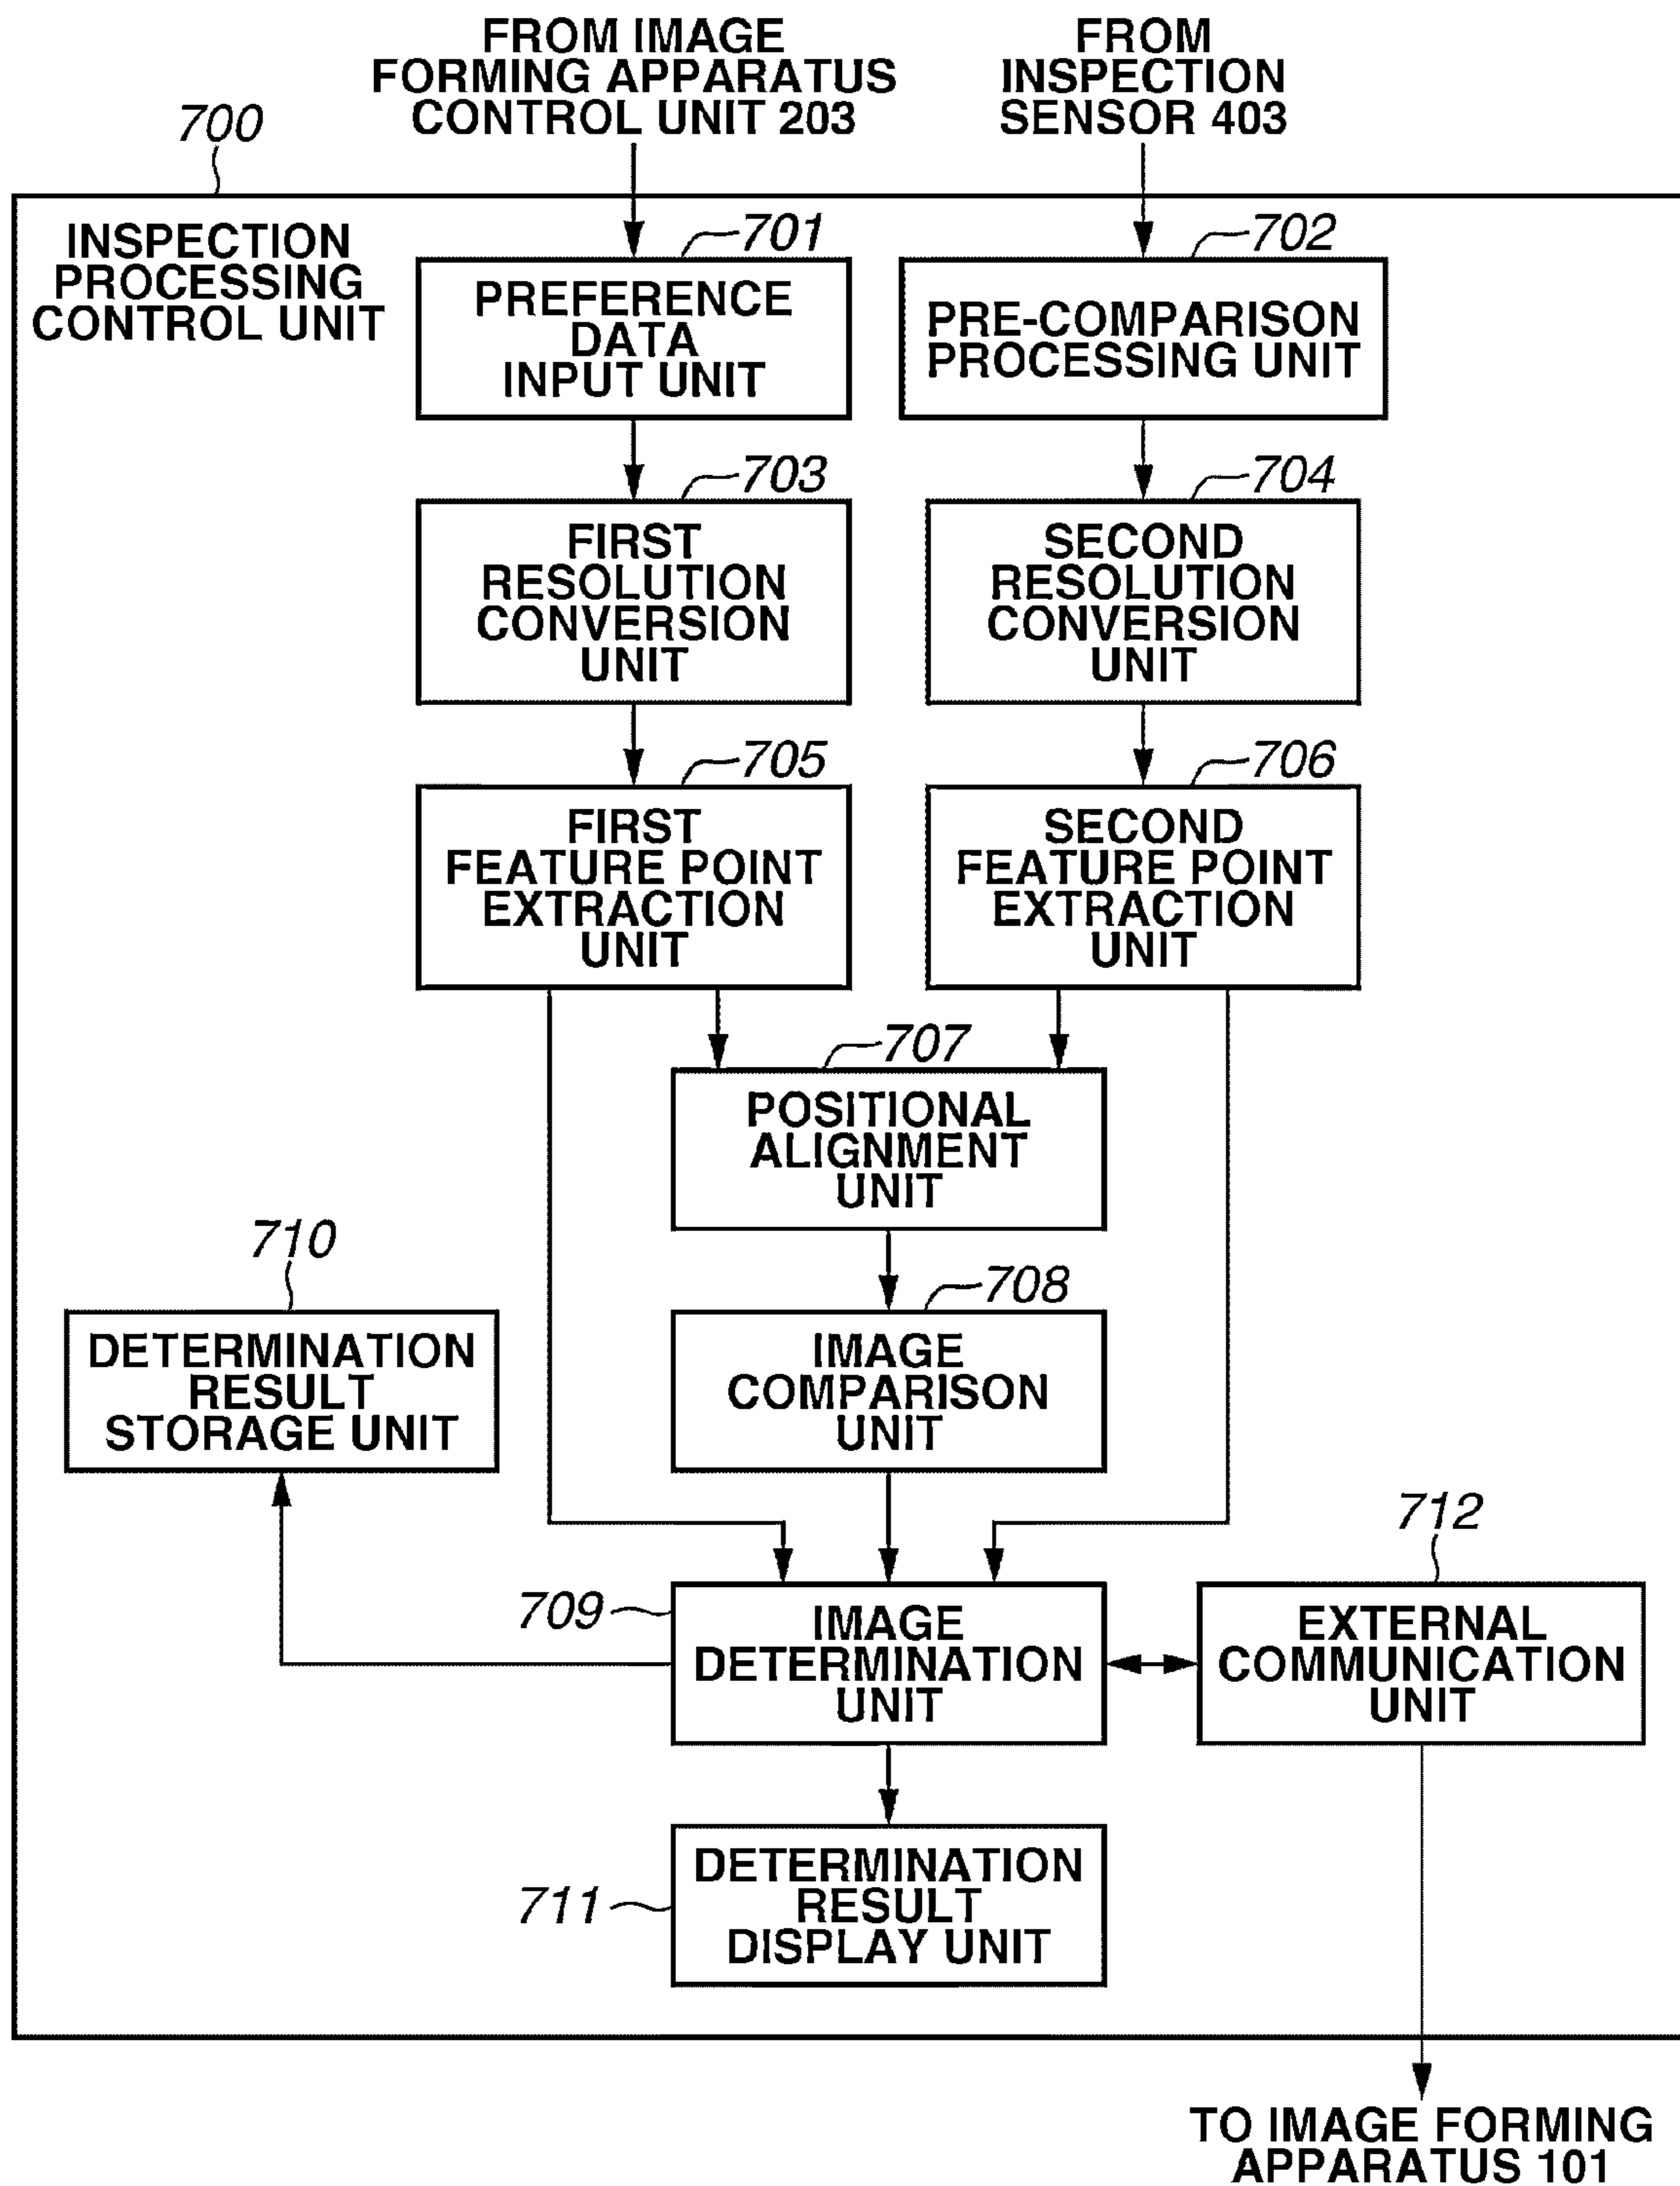 FROM IMAGE
FORMING APPARATUS
CONTROL UNIT 203
FROM
INSPECTION
SENSOR 403
700
INSPECTION
PROCESSING
CONTROL UNIT
701
PREFERENCE
DATA
INPUT UNIT
702
PRE-COMPARISON
PROCESSING UNIT
703
FIRST
RESOLUTION
CONVERSION
UNIT
704
SECOND
RESOLUTION
CONVERSION
UNIT
705
FIRST
FEATURE POINT
EXTRACTION
UNIT
706
SECOND
FEATURE POINT
EXTRACTION
UNIT
707
POSITIONAL
ALIGNMENT
UNIT
710
DETERMINATION
RESULT
STORAGE UNIT
708
IMAGE
COMPARISON
UNIT
709
IMAGE
DETERMINATION
UNIT
712
EXTERNAL
COMMUNICATION
UNIT
711
DETERMINATION
RESULT
DISPLAY UNIT
TO IMAGE FORMING
APPARATUS 101